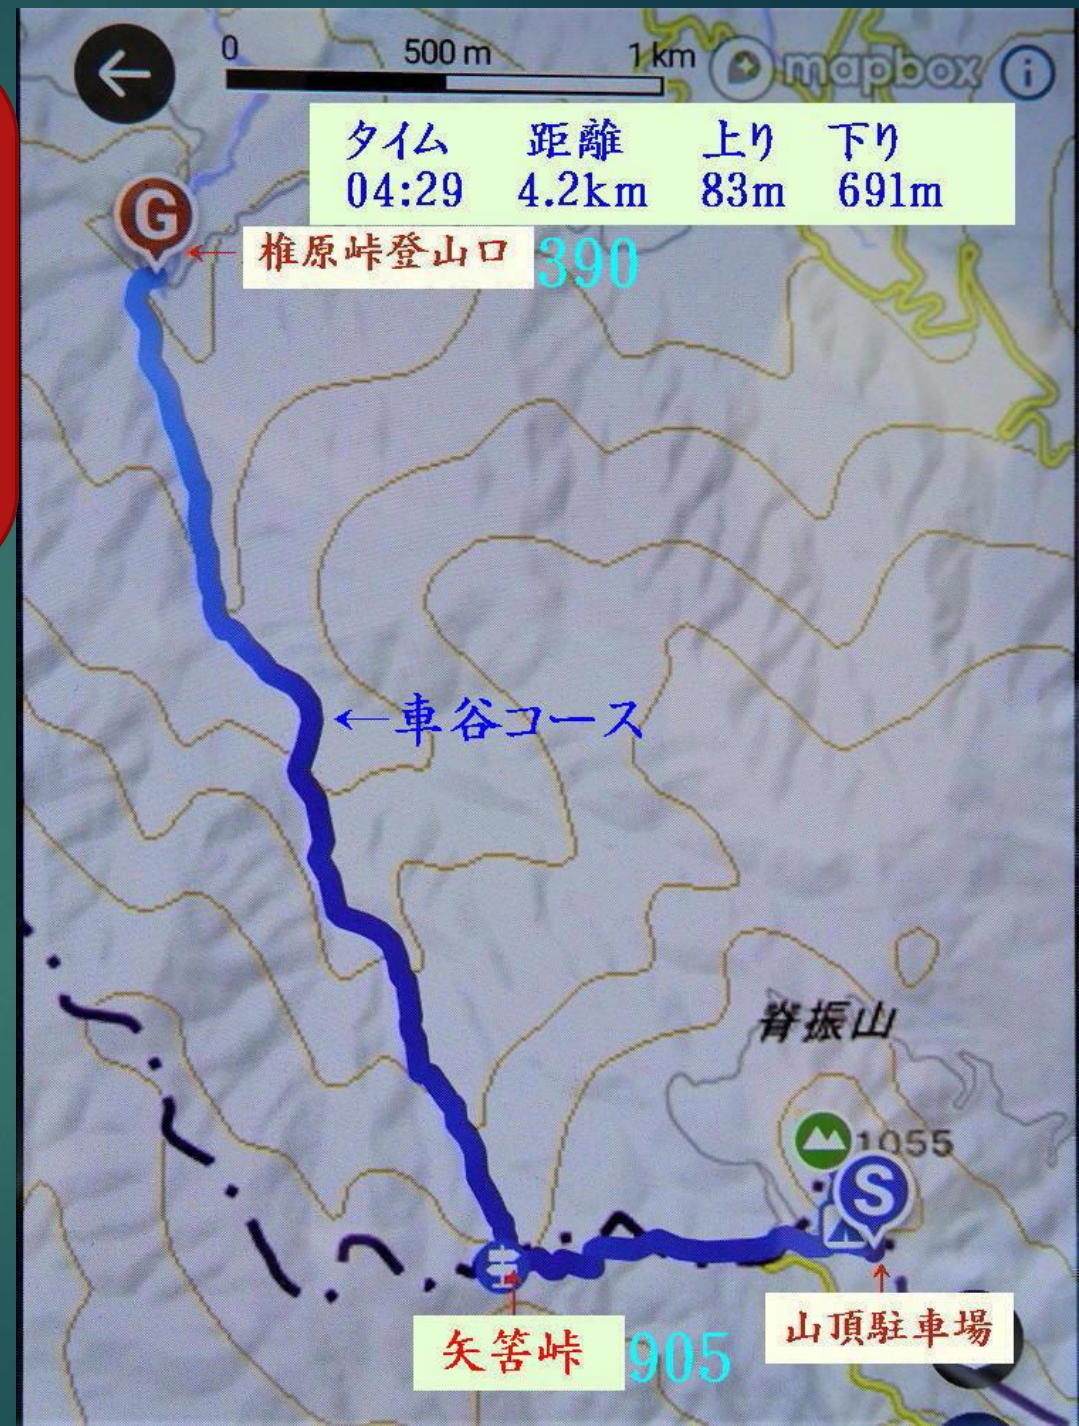 0 500 m 1 km mapbox i
タイム 距離 上り 下り
04:29 4.2km 83m 691m
G
←椎原峠登山口 390
←車谷コース
脊振山
1055
S
矢筈峠 905
山頂駐車場